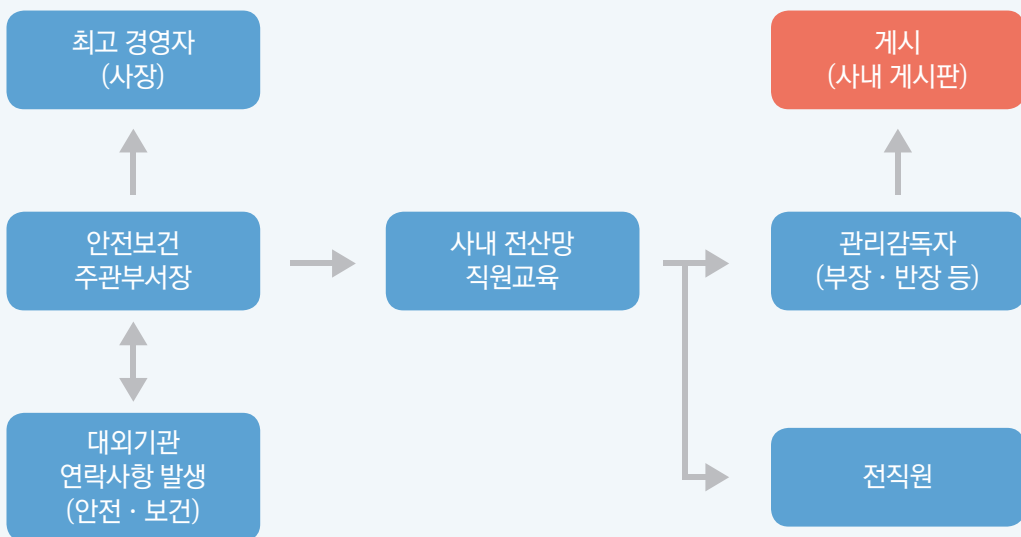 최고 경영자
(사장)
게시
(사내 게시판)
안전보건
주관부서장
사내 전산망
직원교육
관리감독자
(부장 · 반장 등)
대외기관
연락사항 발생
(안전 · 보건)
전직원